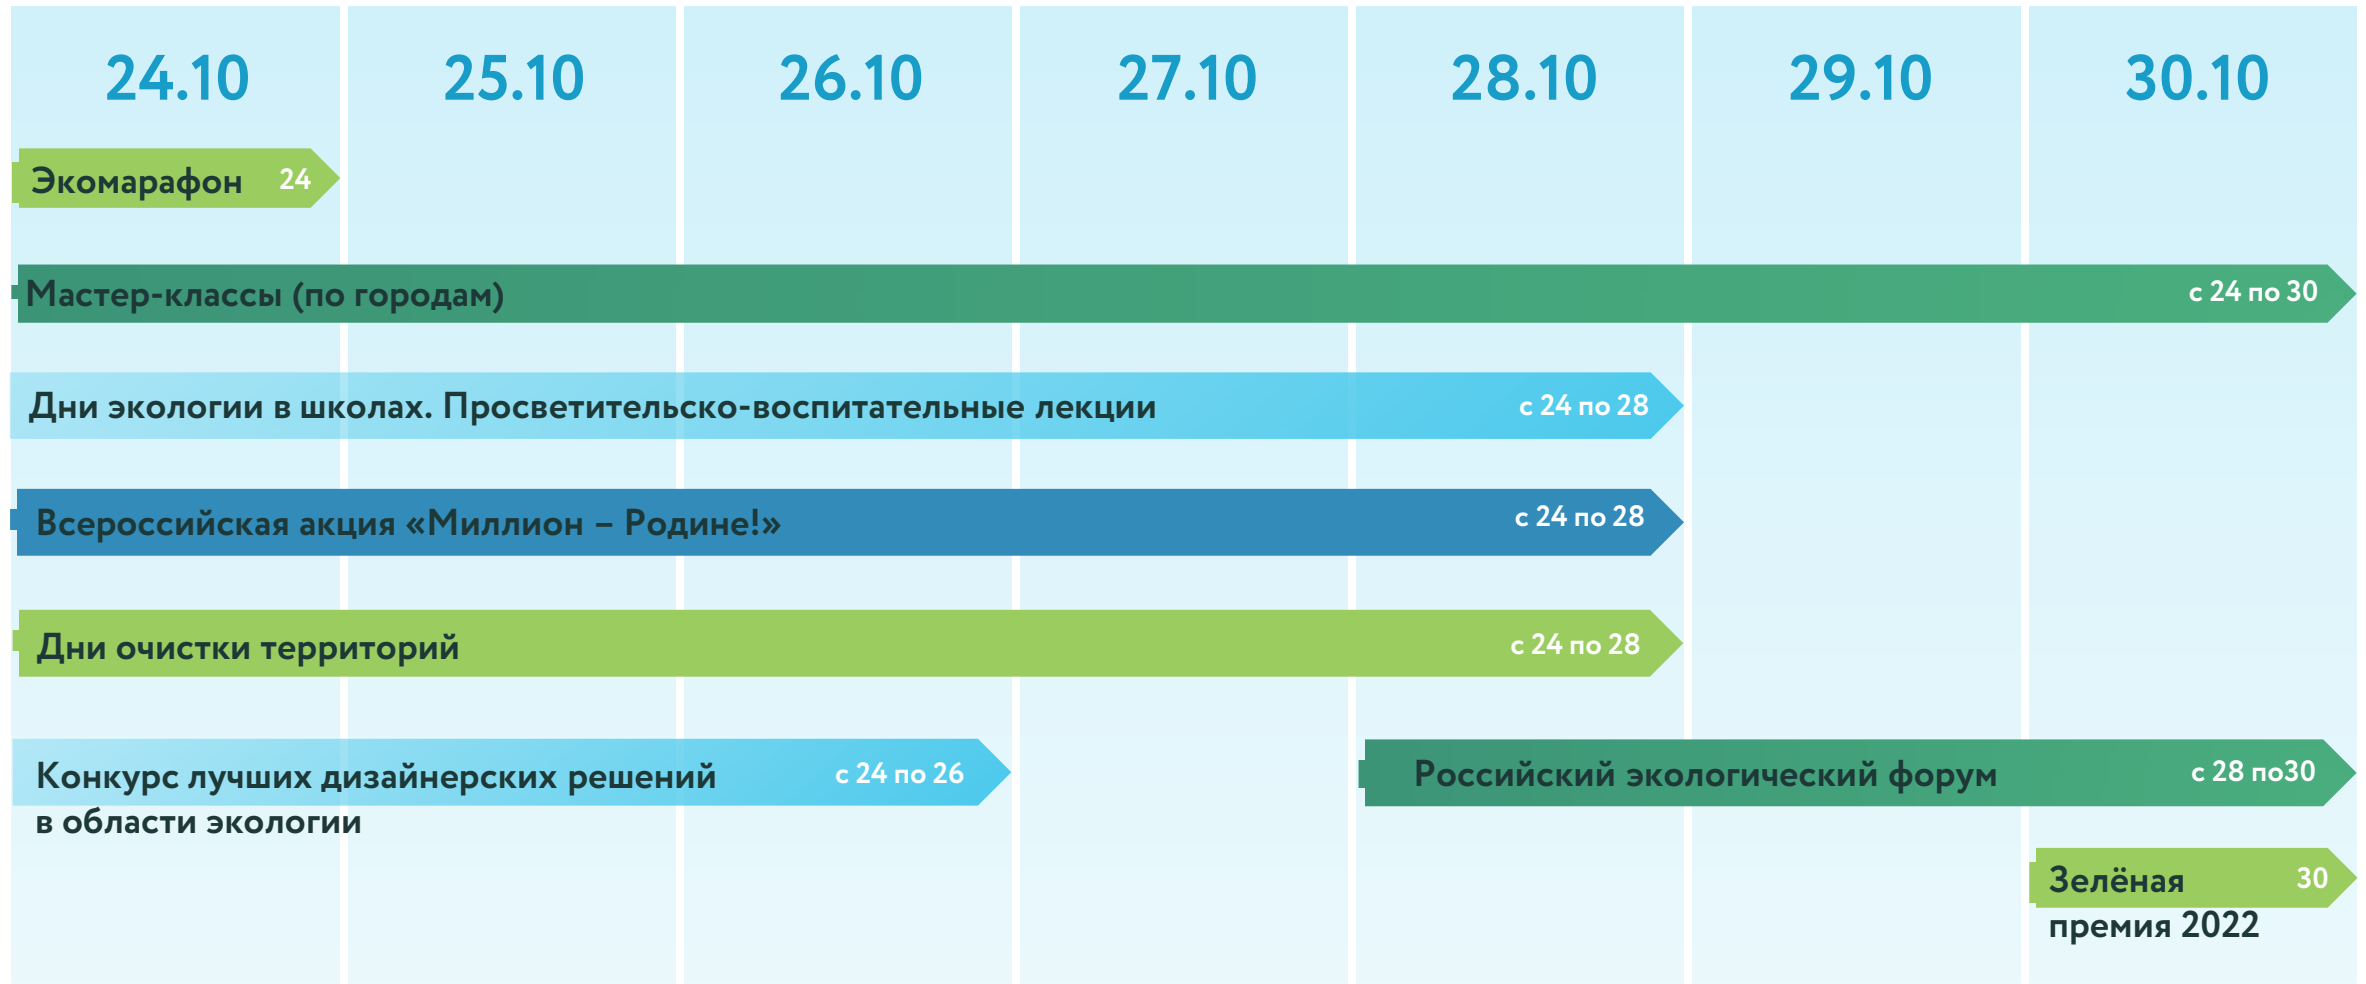 24.10 25.10 26.10 27.10 28.10 29.10 30.10
Экомарафон 24
Мастер-классы (по городам) с 24 по 30
Дни экологии в школах. Просветительско-воспитательные лекции с 24 по 28
Всероссийская акция «Миллион – Родине!» с 24 по 28
Дни очистки территорий с 24 по 28
Конкурс лучших дизайнерских решений с 24 по 26
в области экологии
Российский экологический форум с 28 по30
Зелёная 30
премия 2022